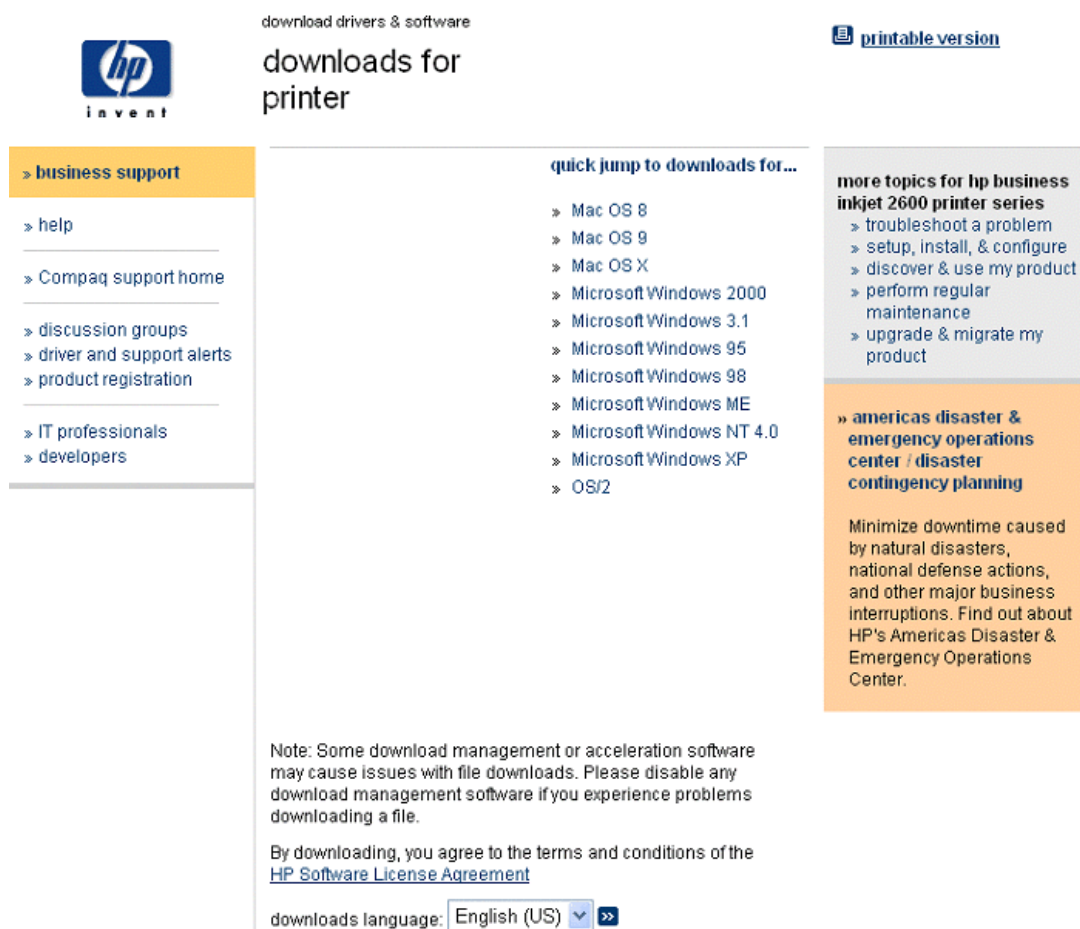 hp
invent
download drivers & software
downloads for
printer
printable version
» business support
» help
» Compaq support home
» discussion groups
» driver and support alerts
» product registration
» IT professionals
» developers
quick jump to downloads for...
» Mac OS 8
» Mac OS 9
» Mac OS X
» Microsoft Windows 2000
» Microsoft Windows 3.1
» Microsoft Windows 95
» Microsoft Windows 98
» Microsoft Windows ME
» Microsoft Windows NT 4.0
» Microsoft Windows XP
» OS/2
Note: Some download management or acceleration software
may cause issues with file downloads. Please disable any
download management software if you experience problems
downloading a file.
By downloading, you agree to the terms and conditions of the
HP Software License Agreement
downloads language: English (US) »
more topics for hp business
inkjet 2600 printer series
» troubleshoot a problem
» setup, install, & configure
» discover & use my product
» perform regular
maintenance
» upgrade & migrate my
product
» americas disaster &
emergency operations
center / disaster
contingency planning
Minimize downtime caused
by natural disasters,
national defense actions,
and other major business
interruptions. Find out about
HP's Americas Disaster &
Emergency Operations
Center.